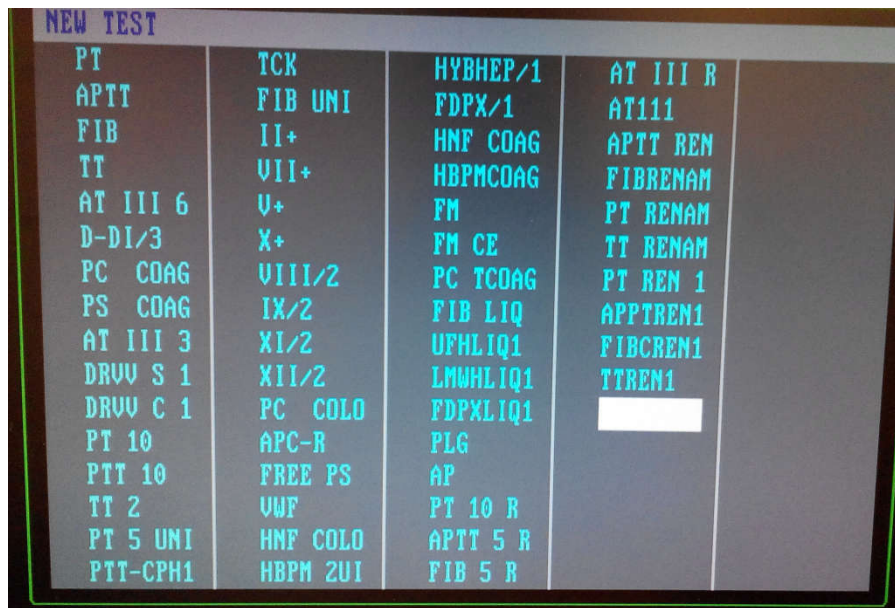 NEW TEST
PT
APTT
FIB
TT
AT III 6
D-DI/3
PC COAG
PS COAG
AT III 3
DRVV S 1
DRVV C 1
PT 10
PTT 10
TT 2
PT 5 UNI
PTT-CPH1
TCK
FIB UNI
II+
VII+
V+
X+
VIII/2
IX/2
XI/2
XII/2
PC COLO
APC-R
FREE PS
VWF
HNF COLO
HBPM 2UI
HYBHEP/1
FDPX/1
HNF COAG
HBPMCOAG
FM
FM CE
PC TCOAG
FIB LIQ
UFHLIQ1
LMWHLIQ1
FDPXLIQ1
PLG
AP
PT 10 R
APTT 5 R
FIB 5 R
AT III R
AT111
APTT REN
FIBRENAM
PT RENAM
TT RENAM
PT REN 1
APPTREN1
FIBCREN1
TTREN1